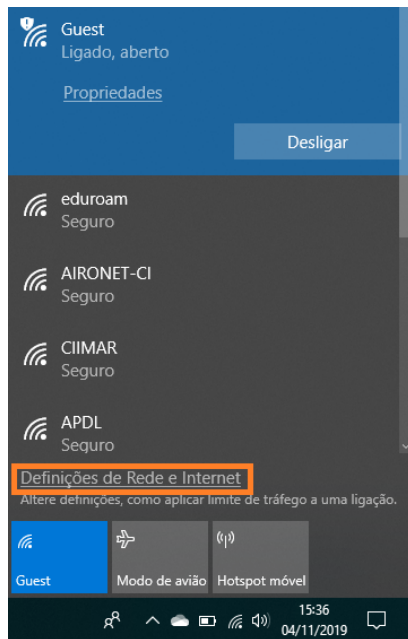 Guest
Ligado, aberto
Propriedades
Desligar
eduroam
Seguro
AIRONET-CI
Seguro
CIIMAR
Seguro
APDL
Seguro
Definições de Rede e Internet
Altere definições, como aplicar limite de tráfego a uma ligação.
Guest
Modo de avião
Hotspot móvel
15:36
04/11/2019